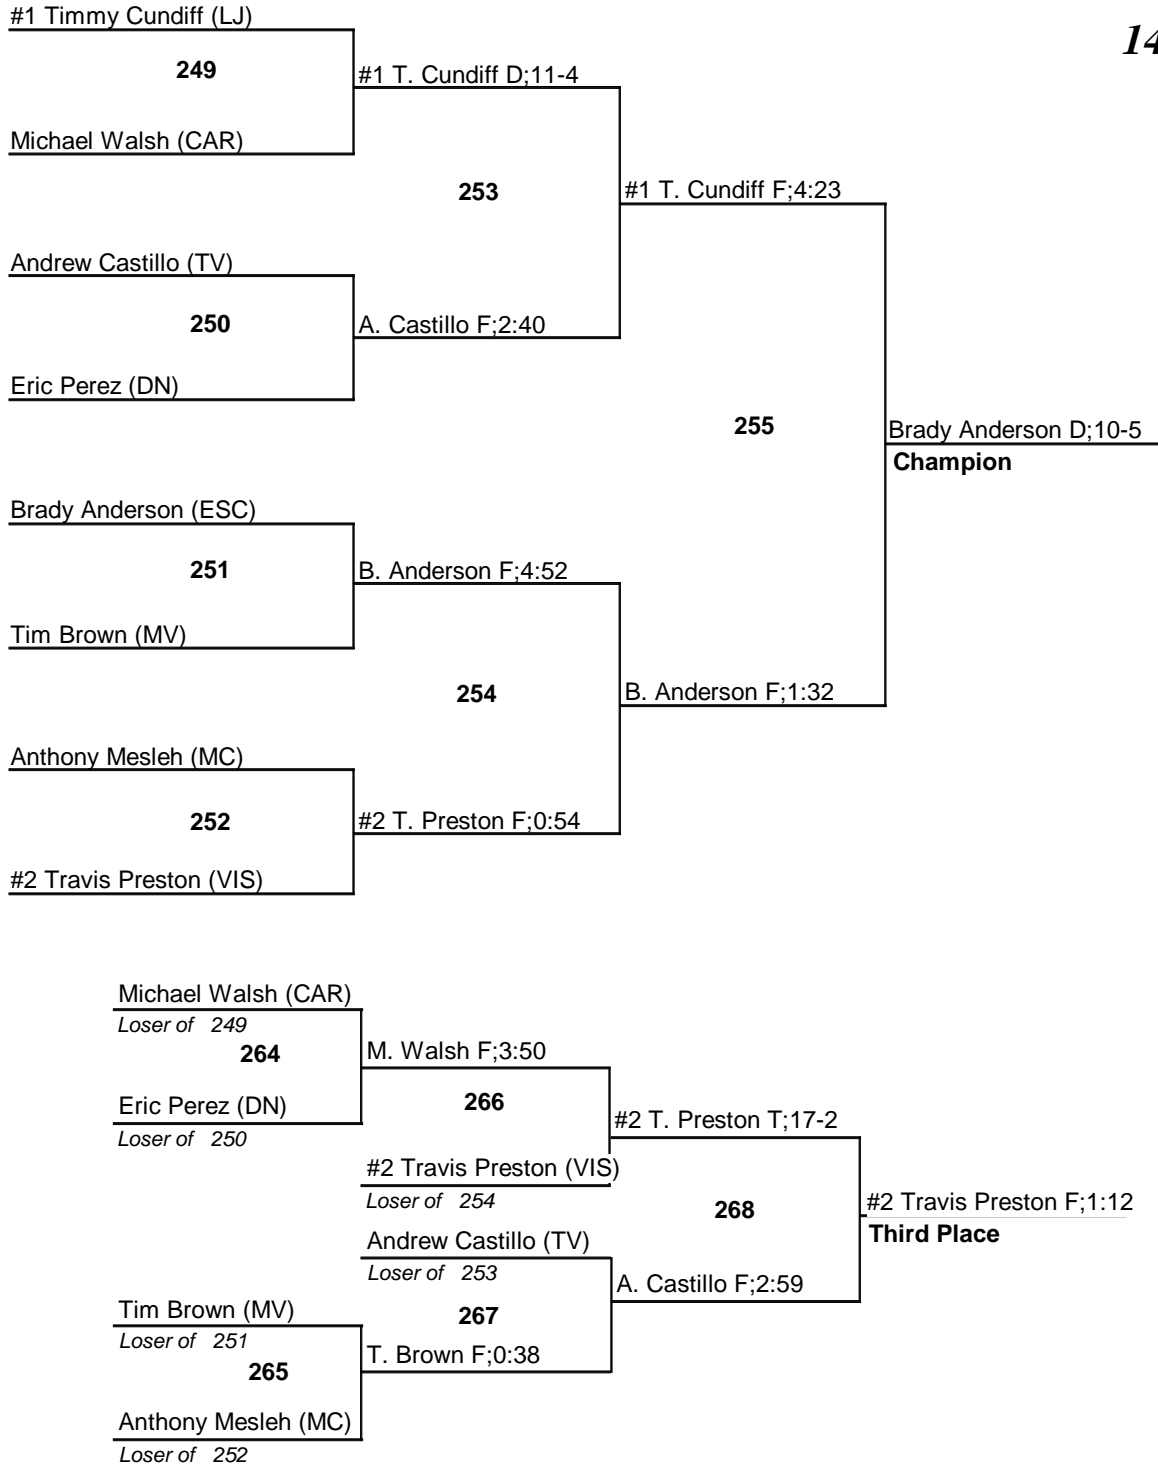 #1 Timmy Cundiff (LJ)
14
249
#1 T. Cundiff D;11-4
Michael Walsh (CAR)
253
#1 T. Cundiff F;4:23
Andrew Castillo (TV)
250
A. Castillo F;2:40
Eric Perez (DN)
255
Brady Anderson D;10-5
Champion
Brady Anderson (ESC)
251
B. Anderson F;4:52
Tim Brown (MV)
254
B. Anderson F;1:32
Anthony Mesleh (MC)
252
#2 T. Preston F;0:54
#2 Travis Preston (VIS)
Michael Walsh (CAR)
Loser of 249
264
M. Walsh F;3:50
Eric Perez (DN)
Loser of 250
266
#2 T. Preston T;17-2
#2 Travis Preston (VIS)
Loser of 254
268
#2 Travis Preston F;1:12
Third Place
Andrew Castillo (TV)
Loser of 253
A. Castillo F;2:59
Tim Brown (MV)
Loser of 251
267
265
T. Brown F;0:38
Anthony Mesleh (MC)
Loser of 252